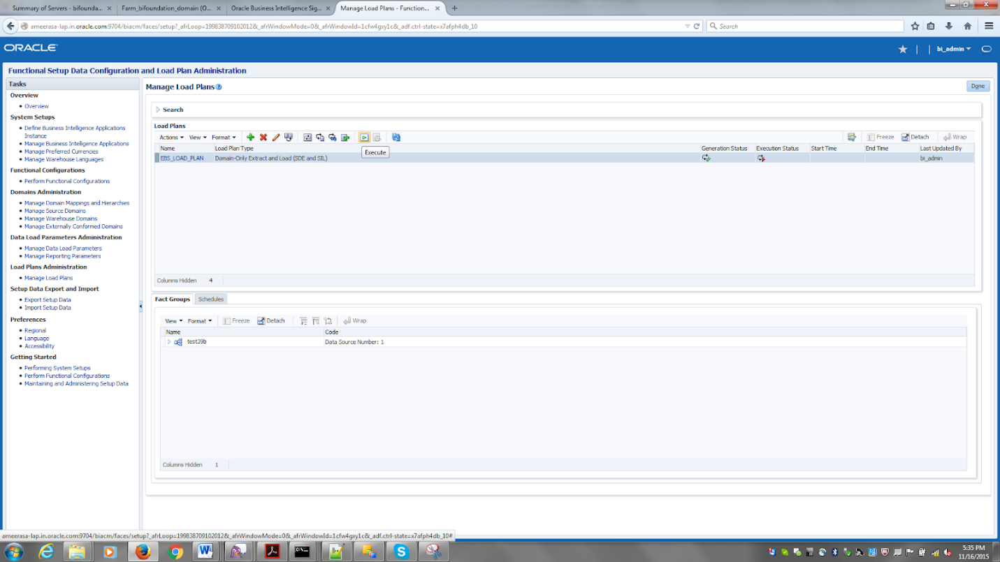 Summary of Servers - bifounda... × Farm_bifoundation_domain (O... × Oracle Business Intelligence Sig... × Manage Load Plans - Function... × +
ameerasa-lap.in.oracle.com:9704/biacm/faces/setup?_afrLoop=199838709102012&_afrWindowMode=0&_afrWindowId=1cfw4gxy1c&_adf.ctrl-state=x7afph4db_10 Search
ORACLE bi_admin
Functional Setup Data Configuration and Load Plan Administration
Tasks
Overview
Overview
System Setups
Define Business Intelligence Applications
Instance
Manage Business Intelligence Applications
Manage Preferred Currencies
Manage Warehouse Languages
Functional Configurations
Perform Functional Configurations
Domains Administration
Manage Domain Mappings and Hierarchies
Manage Source Domains
Manage Warehouse Domains
Manage Externally Conformed Domains
Data Load Parameters Administration
Manage Data Load Parameters
Manage Reporting Parameters
Load Plans Administration
Manage Load Plans
Setup Data Export and Import
Export Setup Data
Import Setup Data
Preferences
Regional
Language
Accessibility
Getting Started
Performing System Setups
Perform Functional Configurations
Maintaining and Administering Setup Data
Manage Load Plans Done
Search
Load Plans
Actions View Format Freeze Detach Wrap
Name Load Plan Type Generation Status Execution Status Start Time End Time Last Updated By
Execute
EBS_LOAD_PLAN Domain-Only Extract and Load (SDE and SIL) bi_admin
Columns Hidden 4
Fact Groups Schedules
View Format Freeze Detach Wrap
Name Code
test39b Data Source Number: 1
Columns Hidden 1
ameerasa-lap.in.oracle.com:9704/biacm/faces/setup?_afrLoop=199838709102012&_afrWindowMode=0&_afrWindowId=1cfw4gxy1c&_adf.ctrl-state=x7afph4db_10#
5:35 PM
11/16/2015